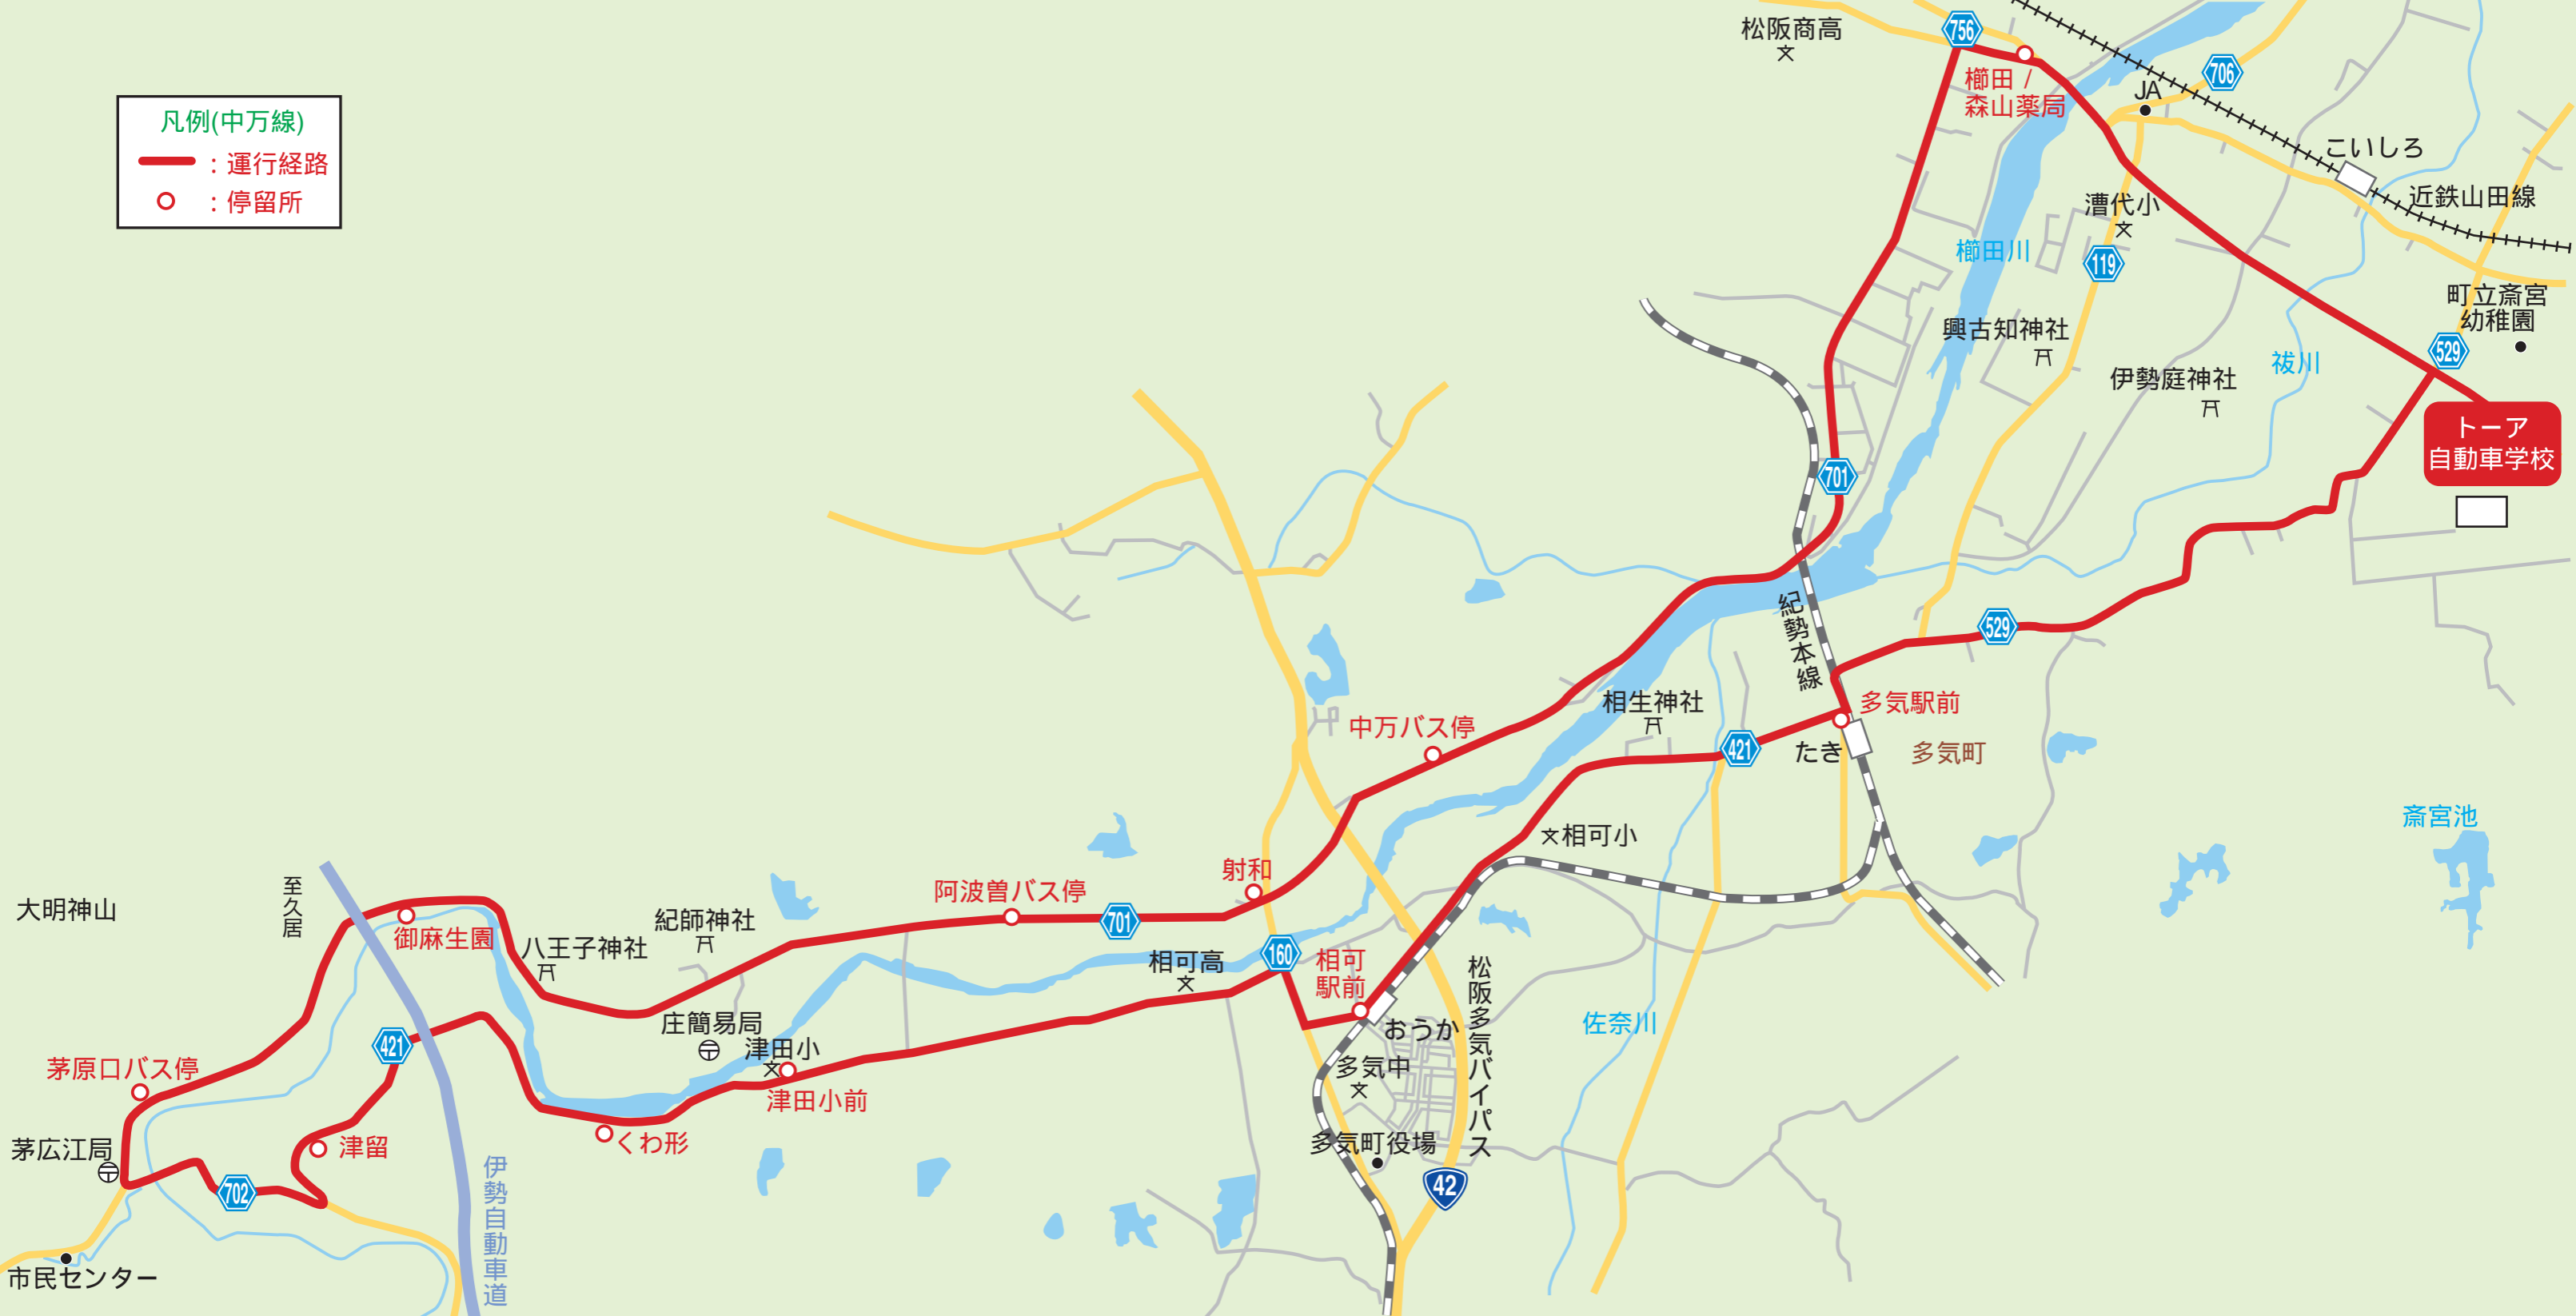 松阪商高
756
櫛田 /
森山薬局
706
JA
凡例(中万線)
：運行経路
：停留所
こいしろ
近鉄山田線
漕代小
櫛田川
119
町立斎宮
幼稚園
興古知神社
529
祓川
伊勢庭神社
トーア
自動車学校
701
紀勢本線
529
相生神社
多気駅前
中万バス停
421
たき
多気町
斎宮池
相可小
射和
至久居
阿波曽バス停
大明神山
701
紀師神社
御麻生園
八王子神社
160
相可高
相可
駅前
松阪多気バイパス
庄簡易局
おうか
佐奈川
421
津田小
茅原口バス停
多気中
津田小前
くわ形
津留
茅広江局
多気町役場
伊勢自動車道
702
42
市民センター